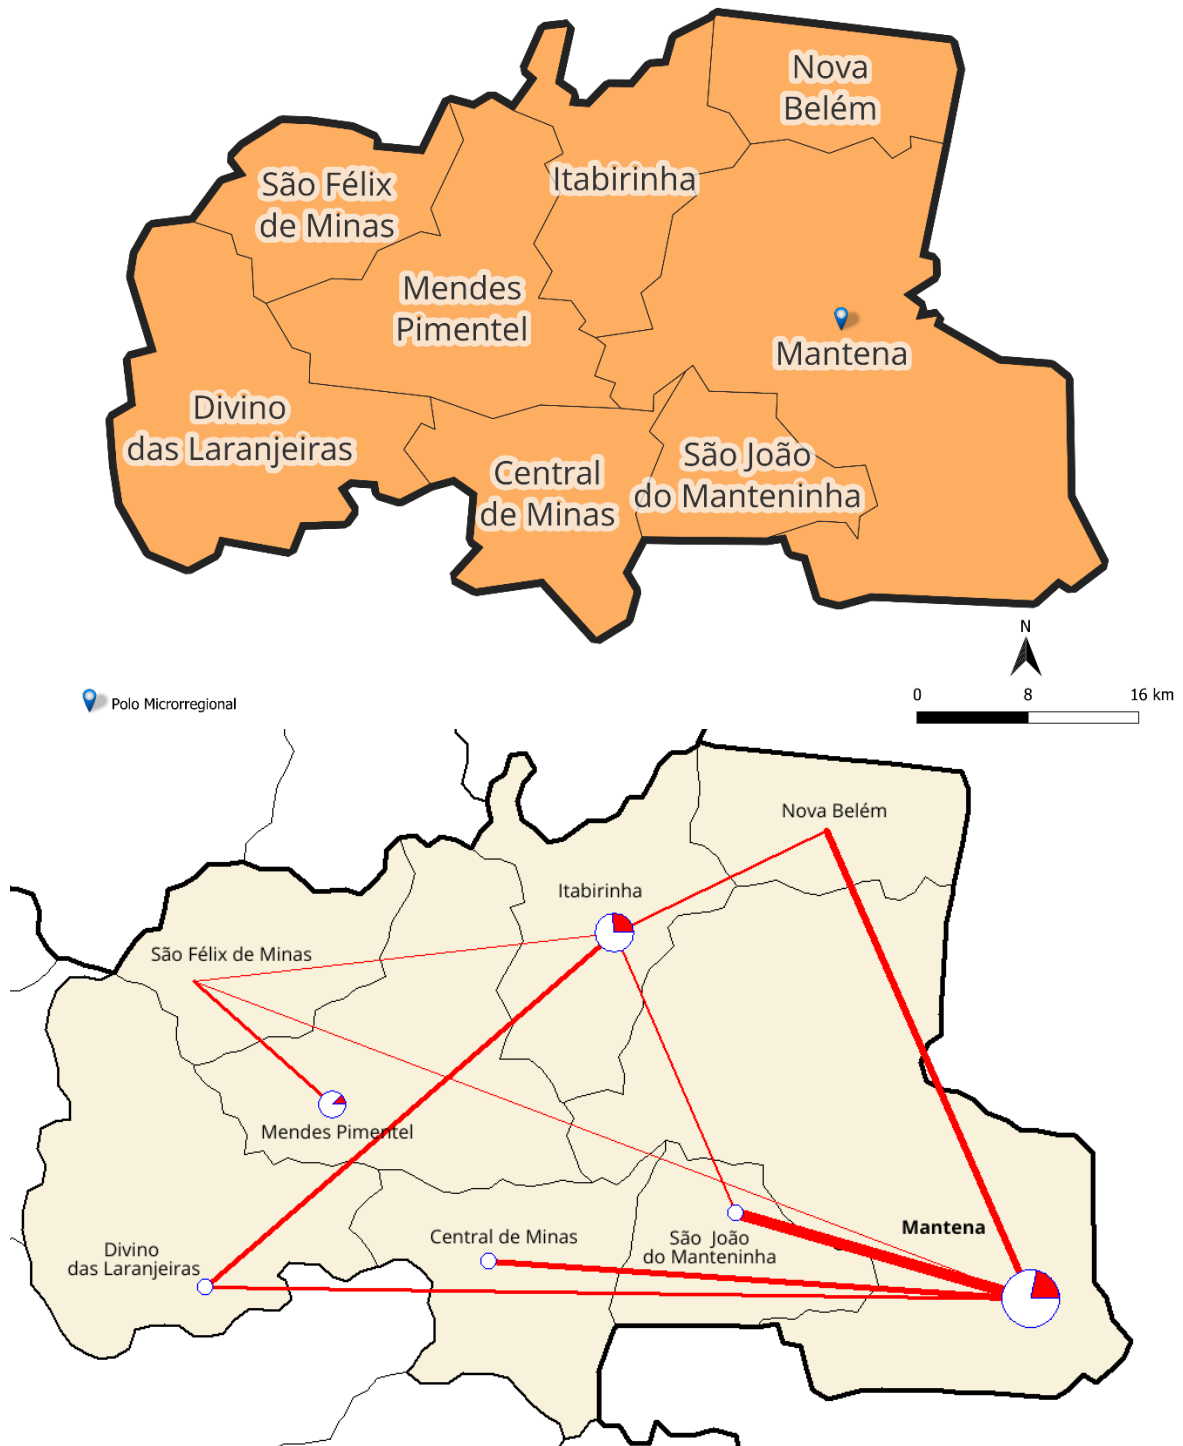 Nova
Belém
Itabirinha
São Félix
de Minas
Mendes
Pimentel
Mantena
Divino
das Laranjeiras
Central
de Minas
São João
do Manteninha
N
Polo Microrregional
0 8 16 km
Nova Belém
Itabirinha
São Félix de Minas
Mendes Pimentel
Mantena
Central de Minas
São João
do Manteninha
Divino
das Laranjeiras